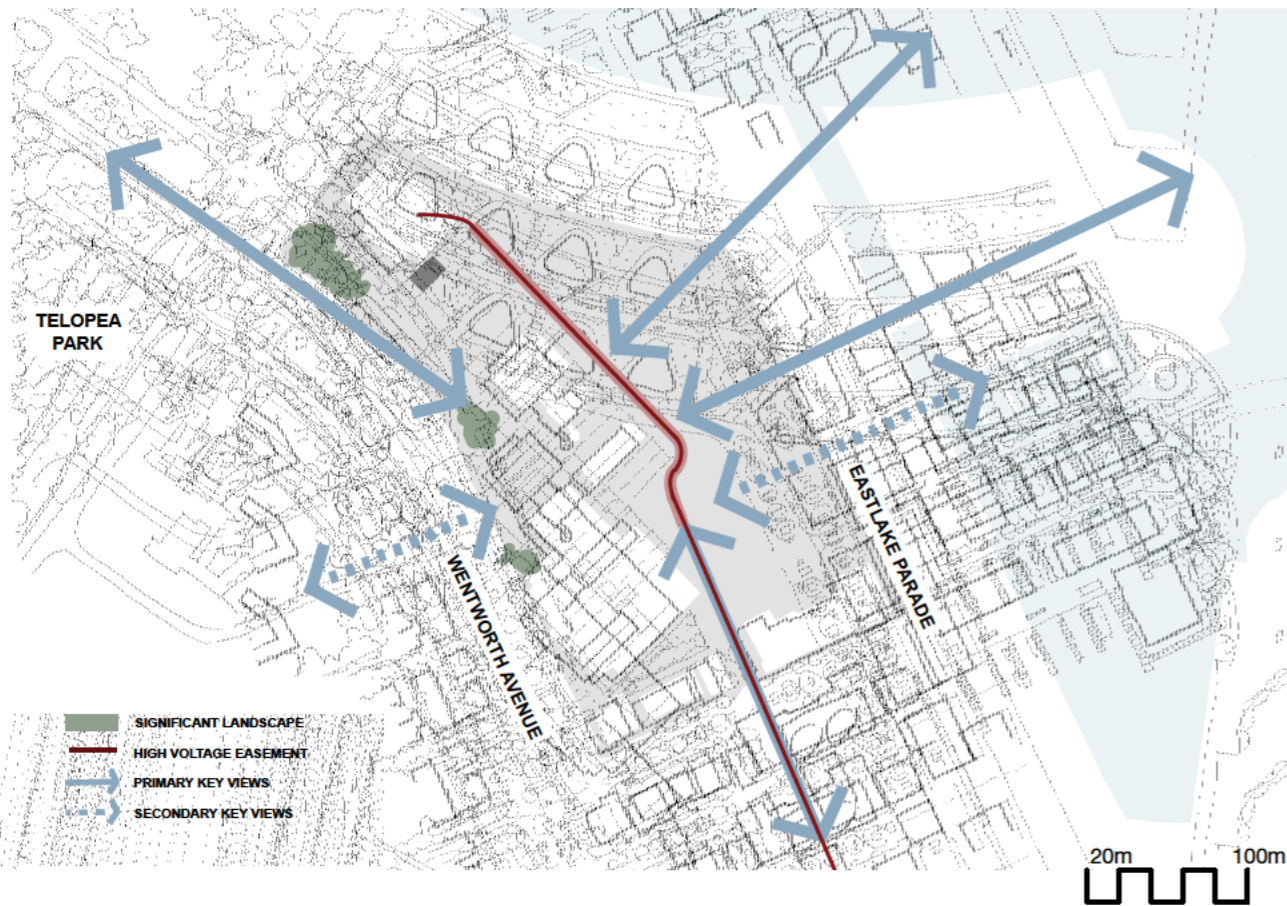 TELOPEA
PARK
EASTLAKE PARADE
WENTWORTH AVENUE
SIGNIFICANT LANDSCAPE
HIGH VOLTAGE EASEMENT
PRIMARY KEY VIEWS
SECONDARY KEY VIEWS
20m 100m